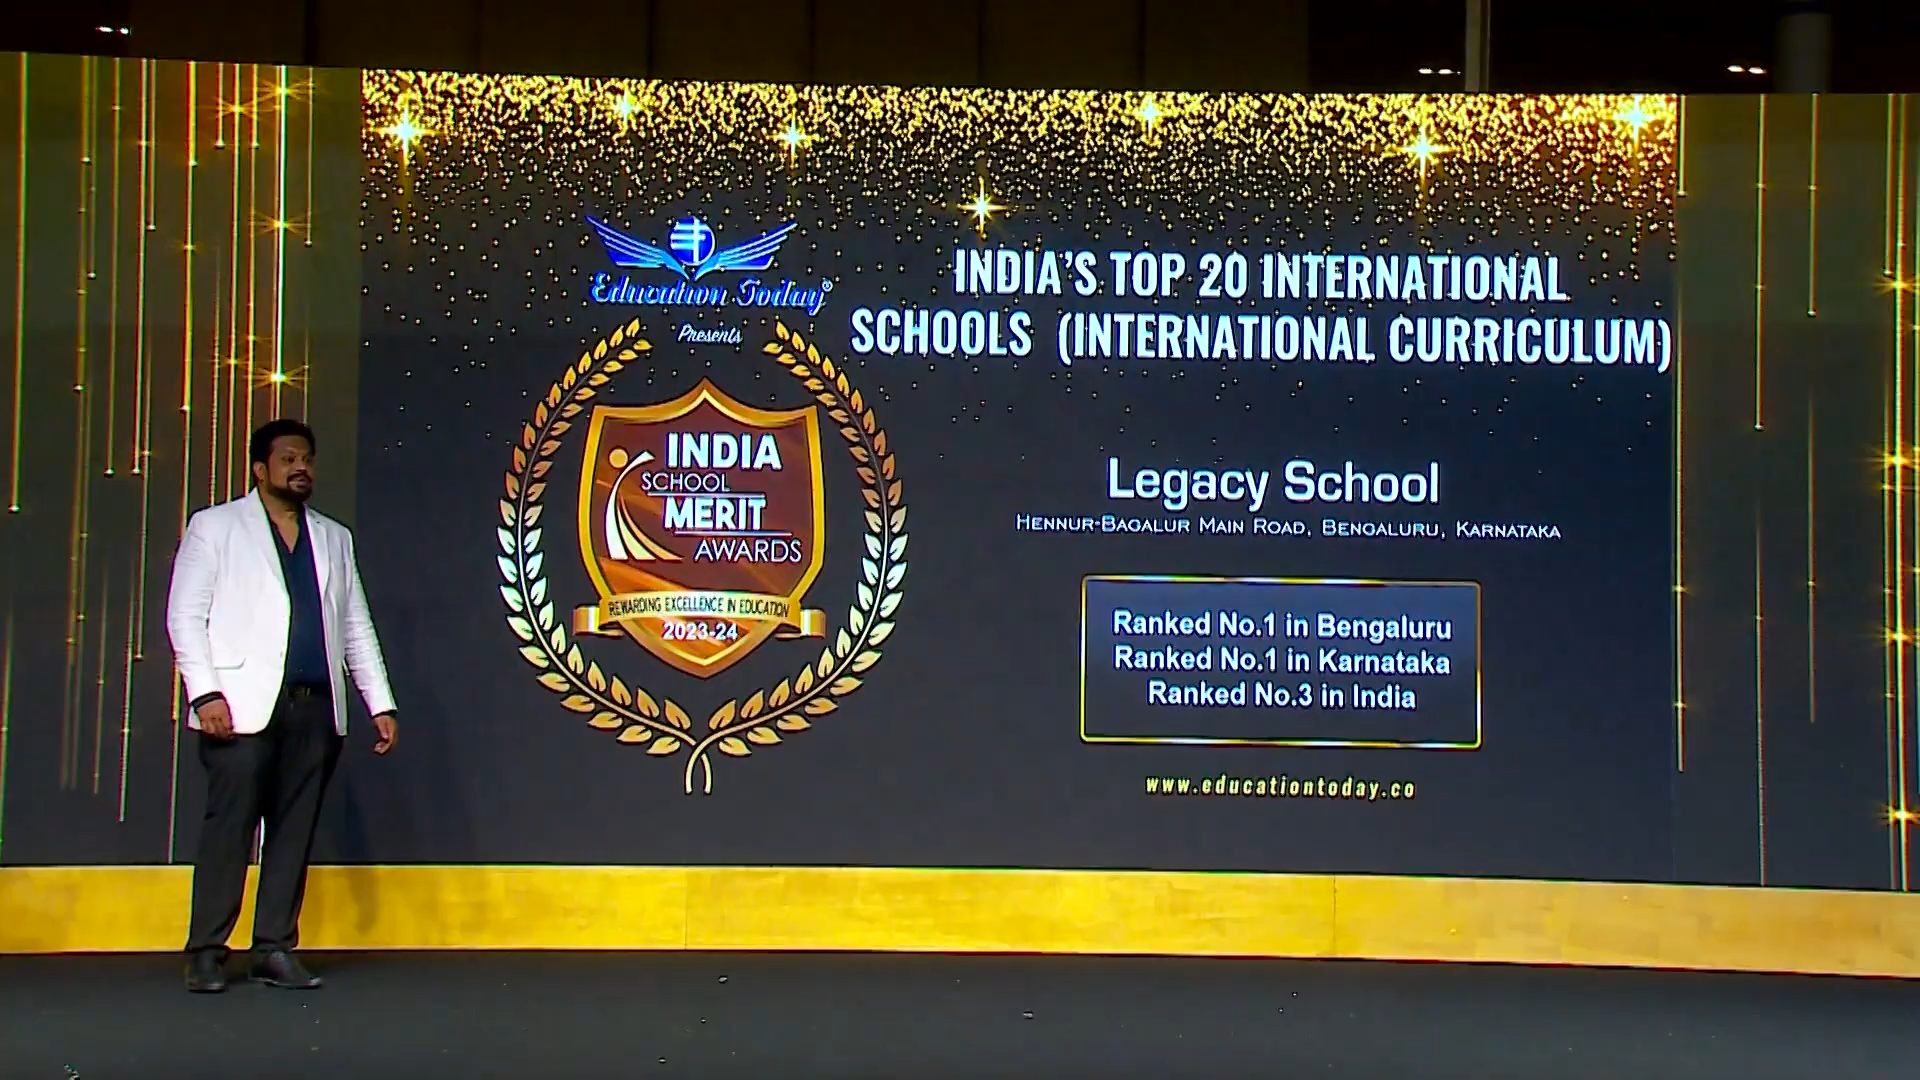 Education Today®
Presents
INDIA
SCHOOL
MERIT
AWARDS
REWARDING EXCELLENCE IN EDUCATION
2023-24
INDIA'S TOP 20 INTERNATIONAL
SCHOOLS (INTERNATIONAL CURRICULUM)
Legacy School
HENNUR-BAGALUR MAIN ROAD, BENGALURU, KARNATAKA
Ranked No.1 in Bengaluru
Ranked No.1 in Karnataka
Ranked No.3 in India
www.educationtoday.co